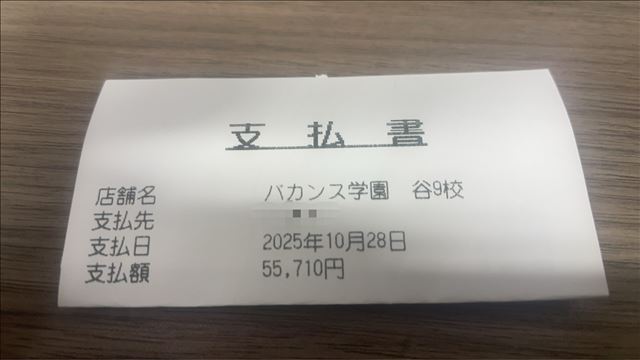 支払書
店舗名 バカンス学園 谷9校
支払先
支払日 2025年10月28日
支払額 55,710円